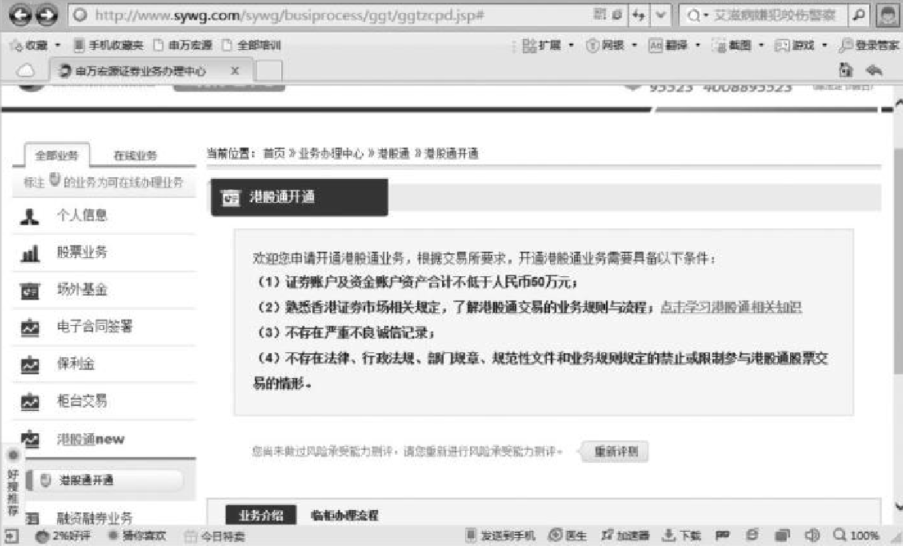 http://www.sywg.com/sywg/busiprocess/ggt/ggtzcpd.jsp#
艾滋病嫌犯咬伤警察
收藏 手机收藏夹 申万宏源 全部培训
扩展 网银 翻译 截图 游戏 登录管家
申万宏源证券业务办理中心 X
95523 4008895523
全部业务 在线业务
当前位置：首页 » 业务办理中心 » 港股通 » 港股通开通
标注 的业务为可在线办理业务
港股通开通
个人信息
股票业务
场外基金
电子合同签署
保利金
柜台交易
港股通new
港股通开通
融资融券业务
欢迎您申请开通港股通业务，根据交易所要求，开通港股通业务需要具备以下条件：
（1）证券账户及资金账户资产合计不低于人民币50万元；
（2）熟悉香港证券市场相关规定，了解港股通交易的业务规则与流程；点击学习港股通相关知识
（3）不存在严重不良诚信记录；
（4）不存在法律、行政法规、部门规章、规范性文件和业务规则规定的禁止或限制参与港股通股票交
易的情形。
您尚未做过风险承受能力测评，请您重新进行风险承受能力测评。 重新评测
业务介绍 临柜办理流程
好搜推荐
2%好评 猜你喜欢 今日特卖
发送到手机 医生 加速器 下载 100%